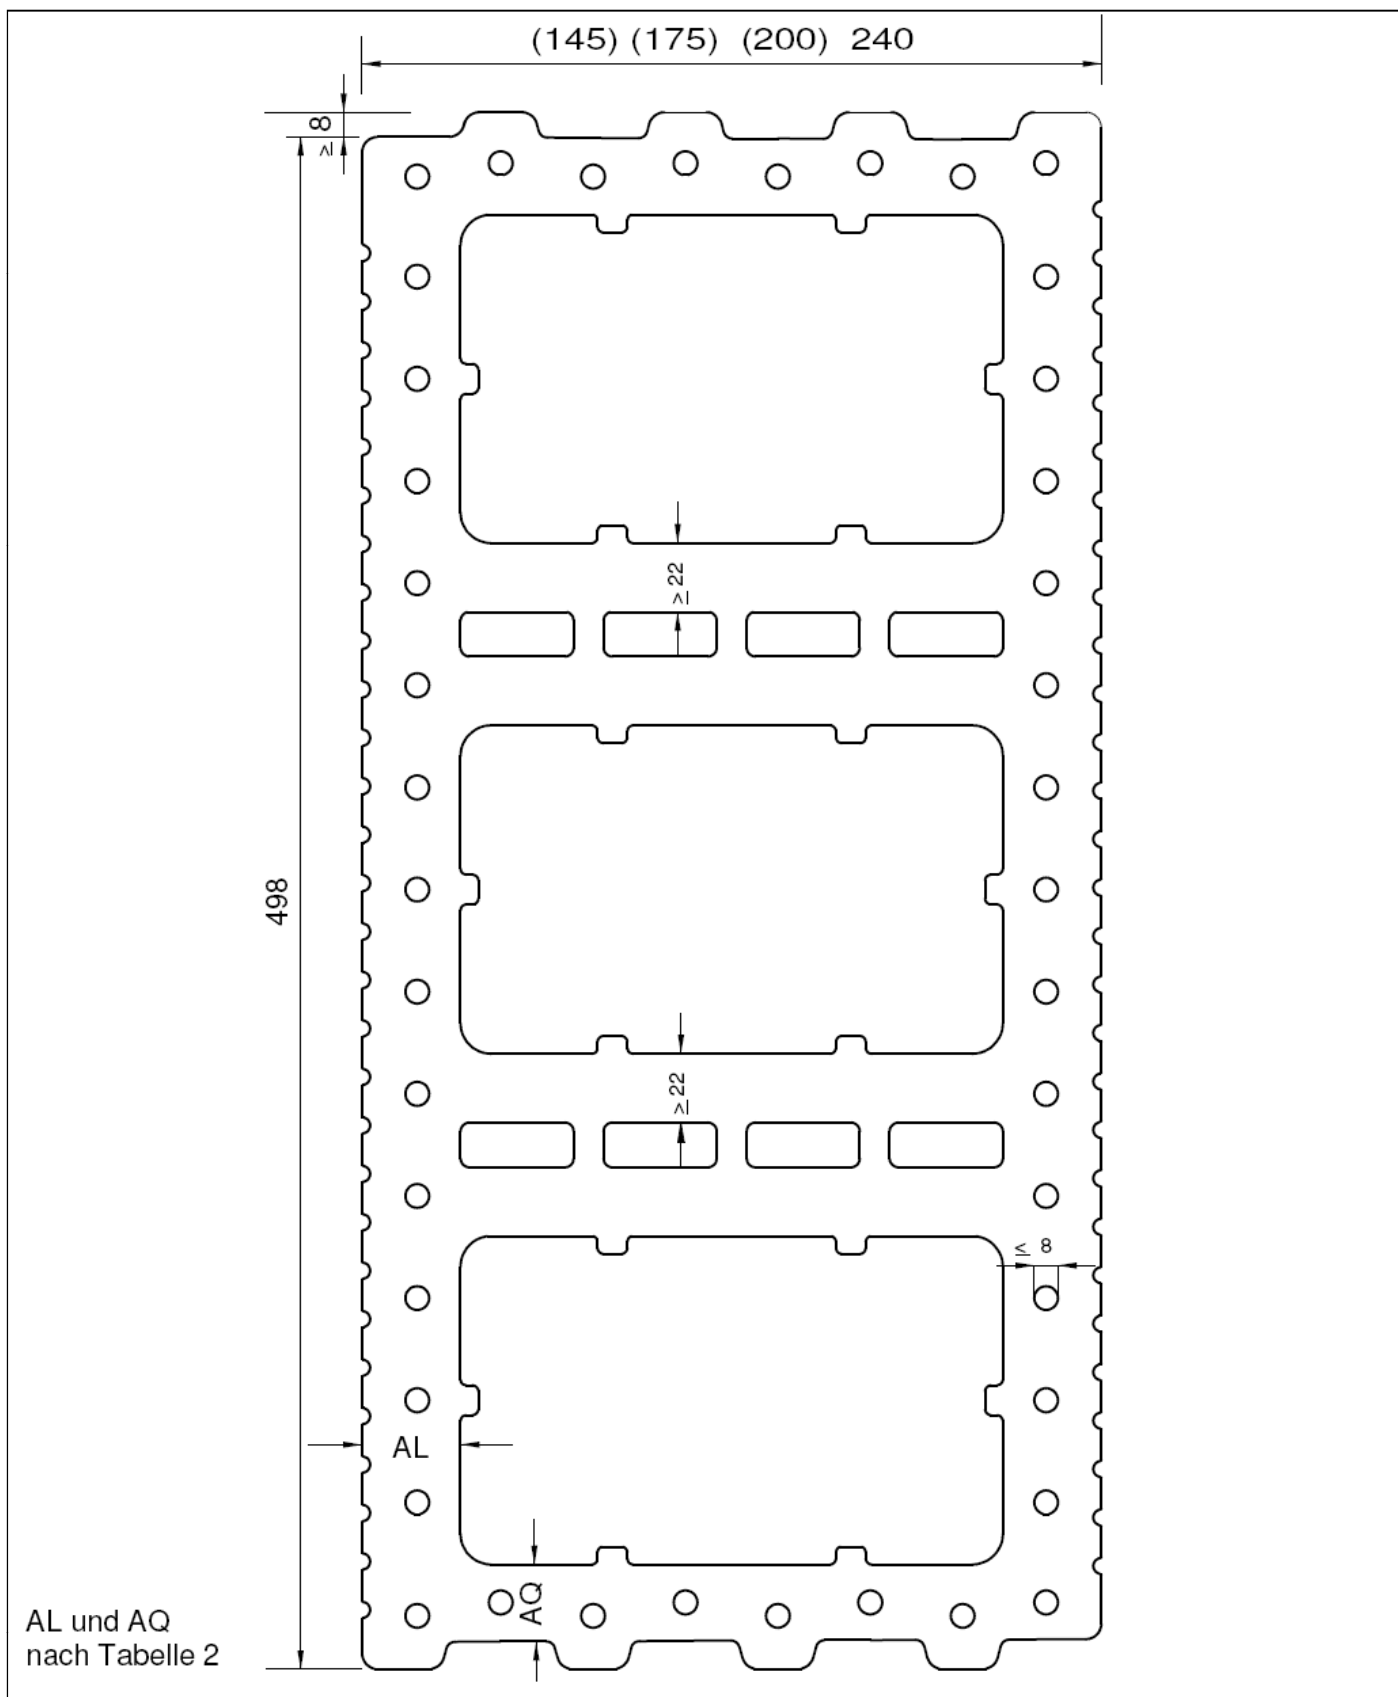 (145) (175) (200) 240
≥ 8
≥ 22
498
≥ 22
≤ 8
AL
AQ
AL und AQ
nach Tabelle 2